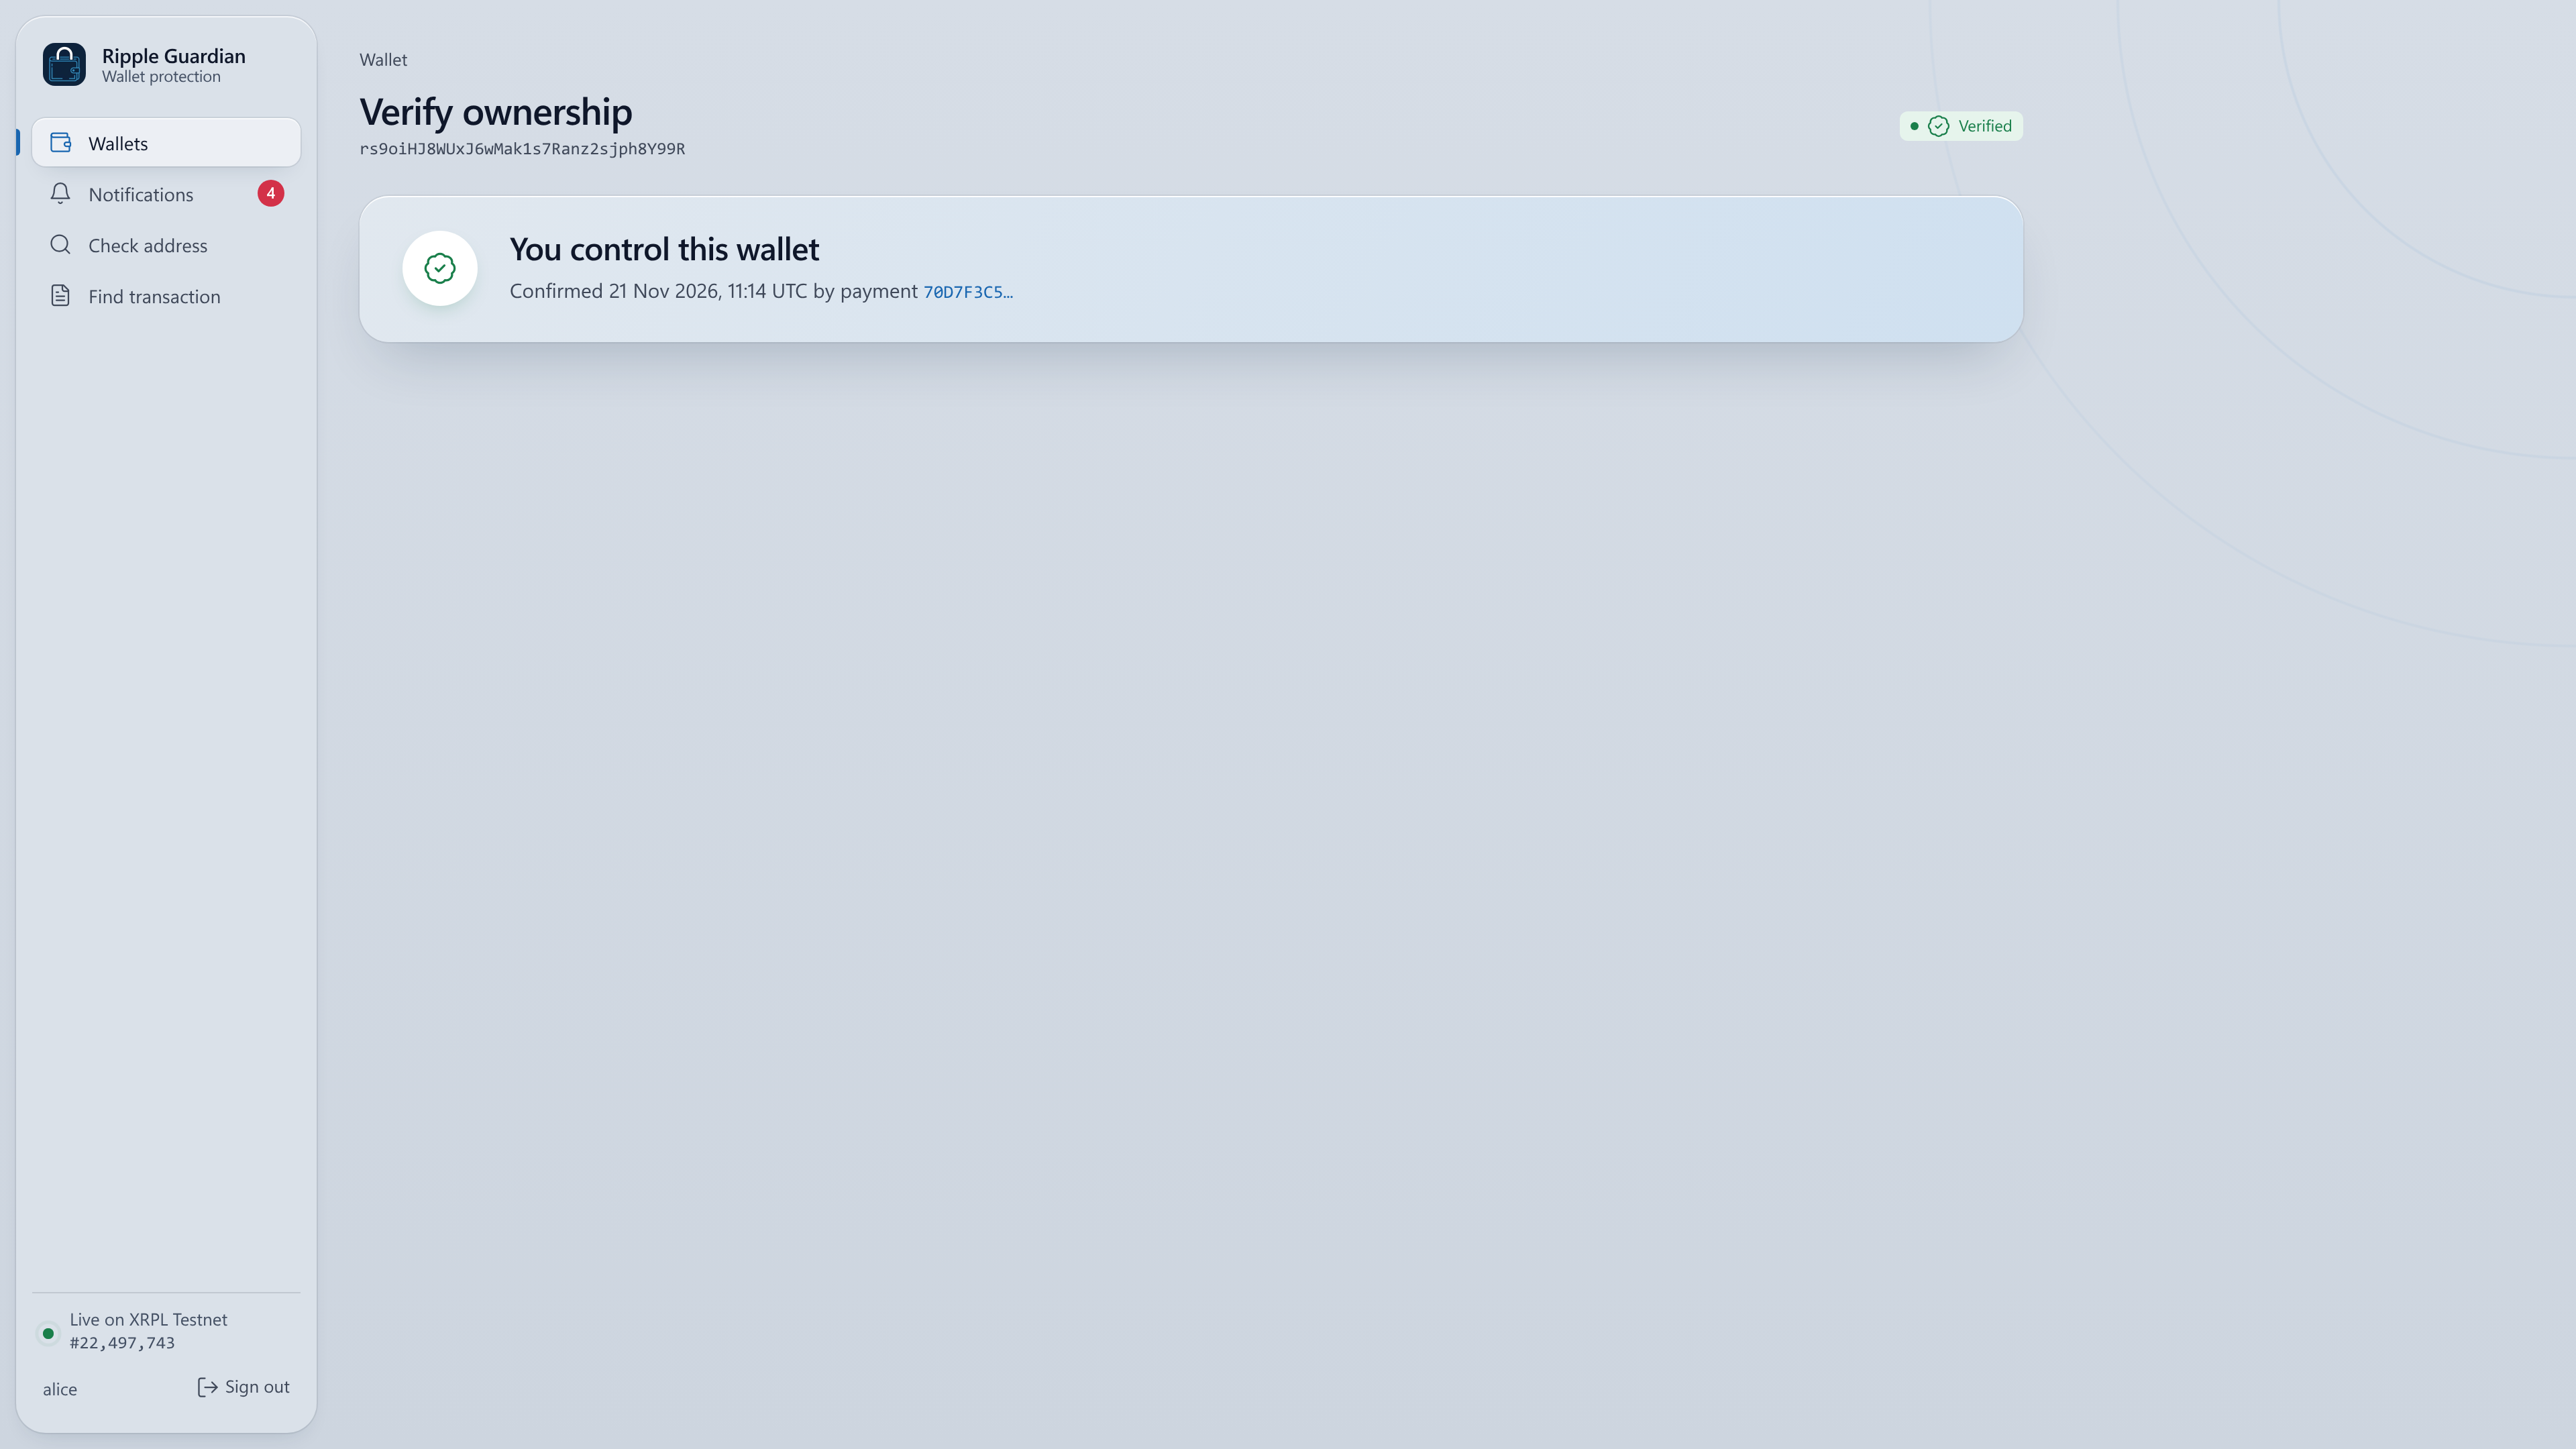 Ripple Guardian
Wallet protection
Wallets
Notifications 4
Check address
Find transaction
Live on XRPL Testnet
#22,497,743
alice
Sign out
Wallet
Verify ownership
rs9oiHJ8WUxJ6wMak1s7Ranz2sjph8Y99R
Verified
You control this wallet
Confirmed 21 Nov 2026, 11:14 UTC by payment 70D7F3C5…